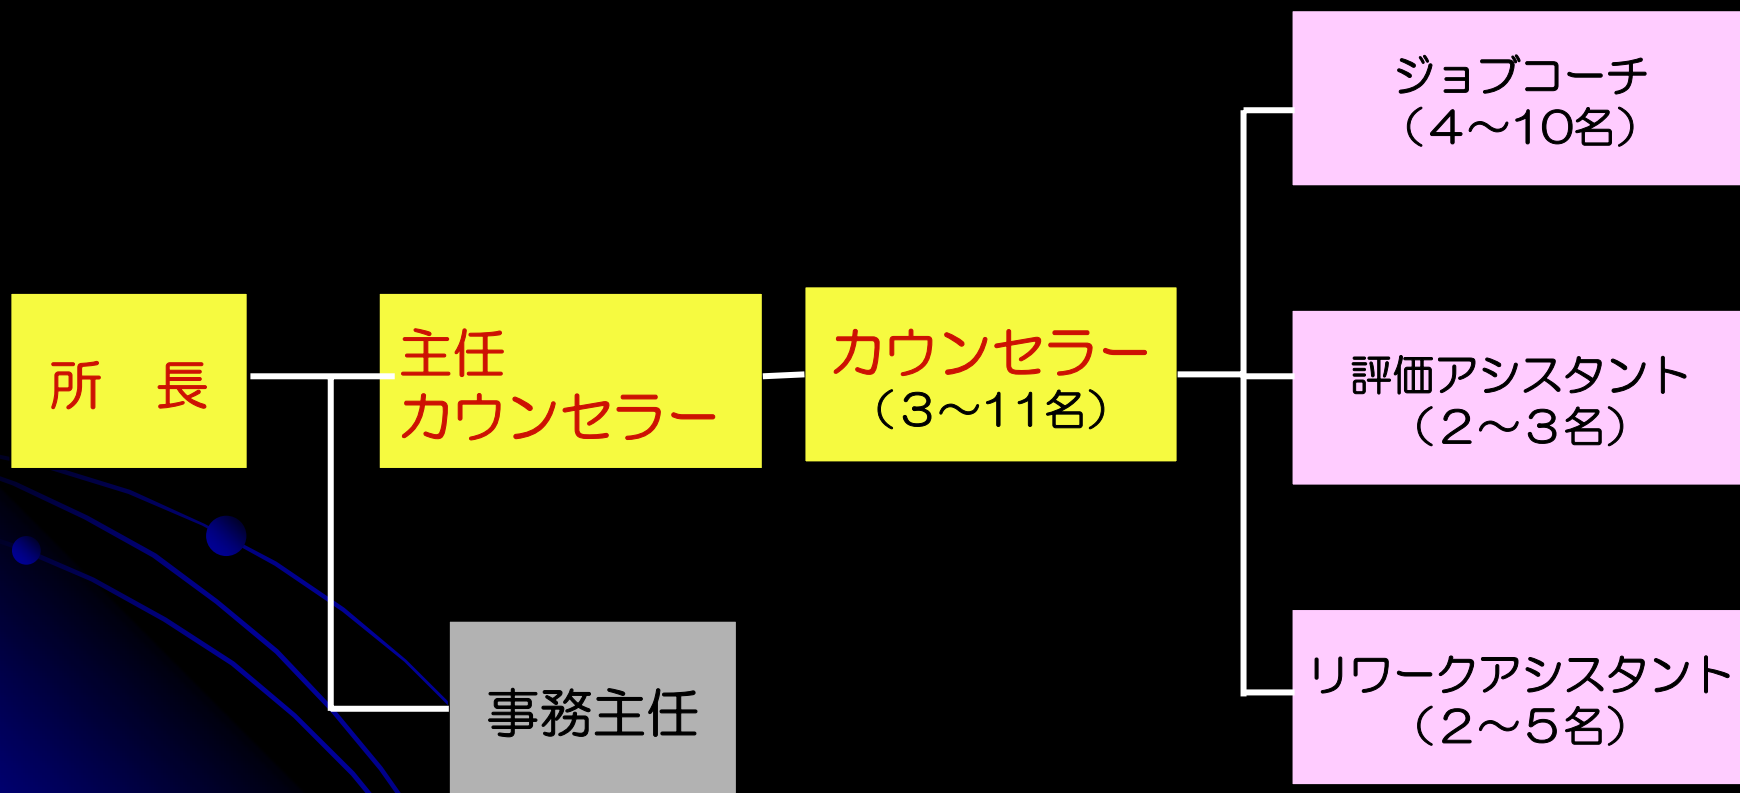 所　長
主任
カウンセラー
カウンセラー
（３～１１名）
事務主任
ジョブコーチ
（４～１０名）
評価アシスタント
（２～３名）
リワークアシスタント
（２～５名）